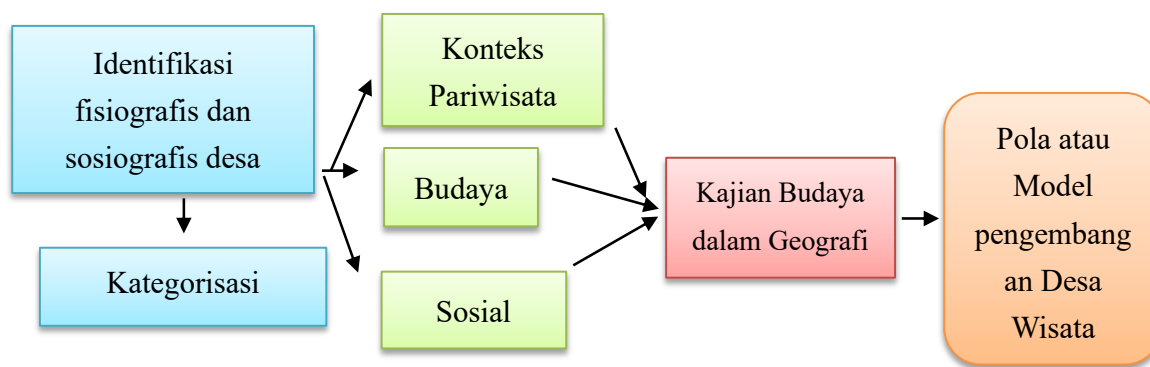 Identifikasi
fisiografis dan
sosiografis desa
Kategorisasi
Konteks
Pariwisata
Budaya
Sosial
Kajian Budaya
dalam Geografi
Pola atau
Model
pengembang
an Desa
Wisata